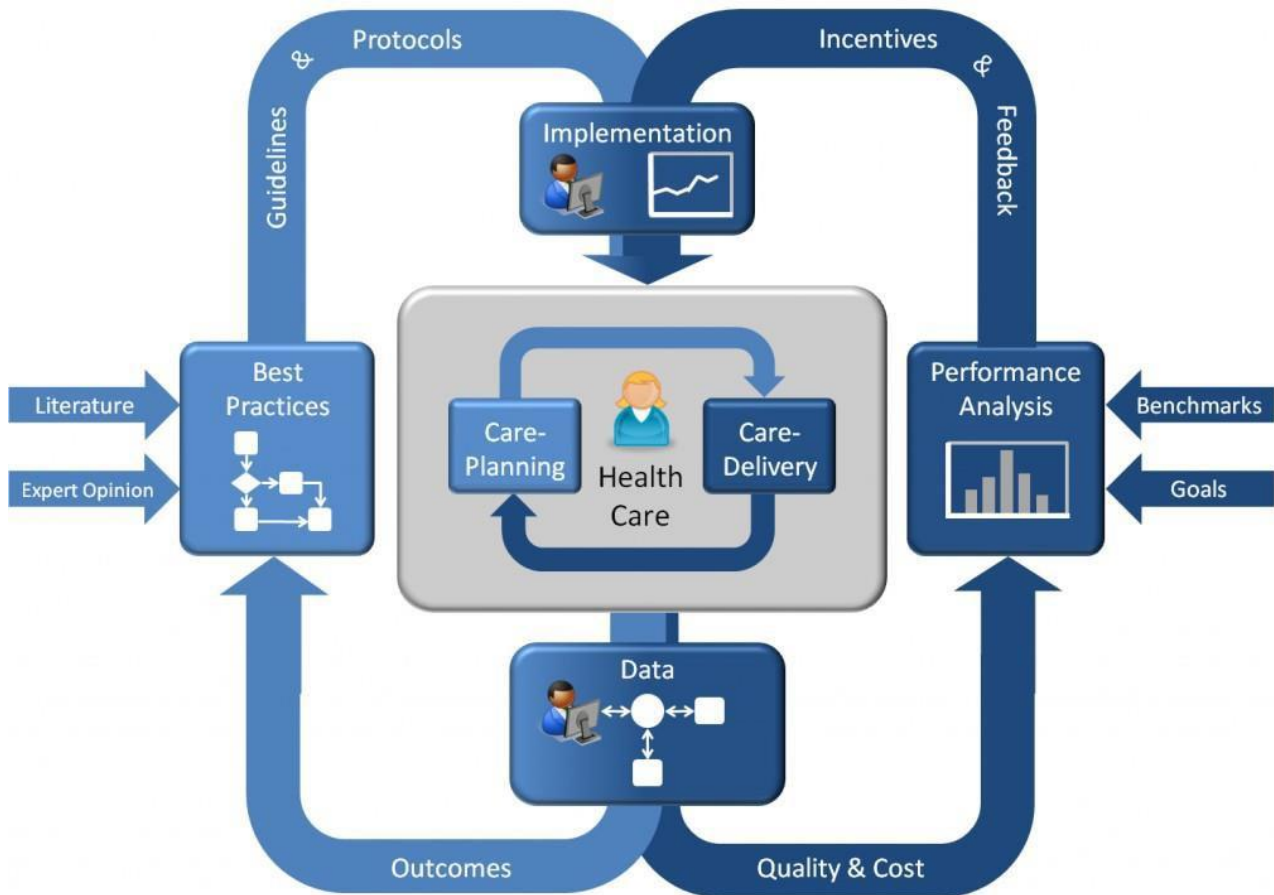 Protocols
&
Guidelines
Incentives
&
Feedback
Implementation
Best
Practices
Literature
Expert Opinion
Care-
Planning
Health
Care
Care-
Delivery
Performance
Analysis
Benchmarks
Goals
Data
Outcomes
Quality & Cost